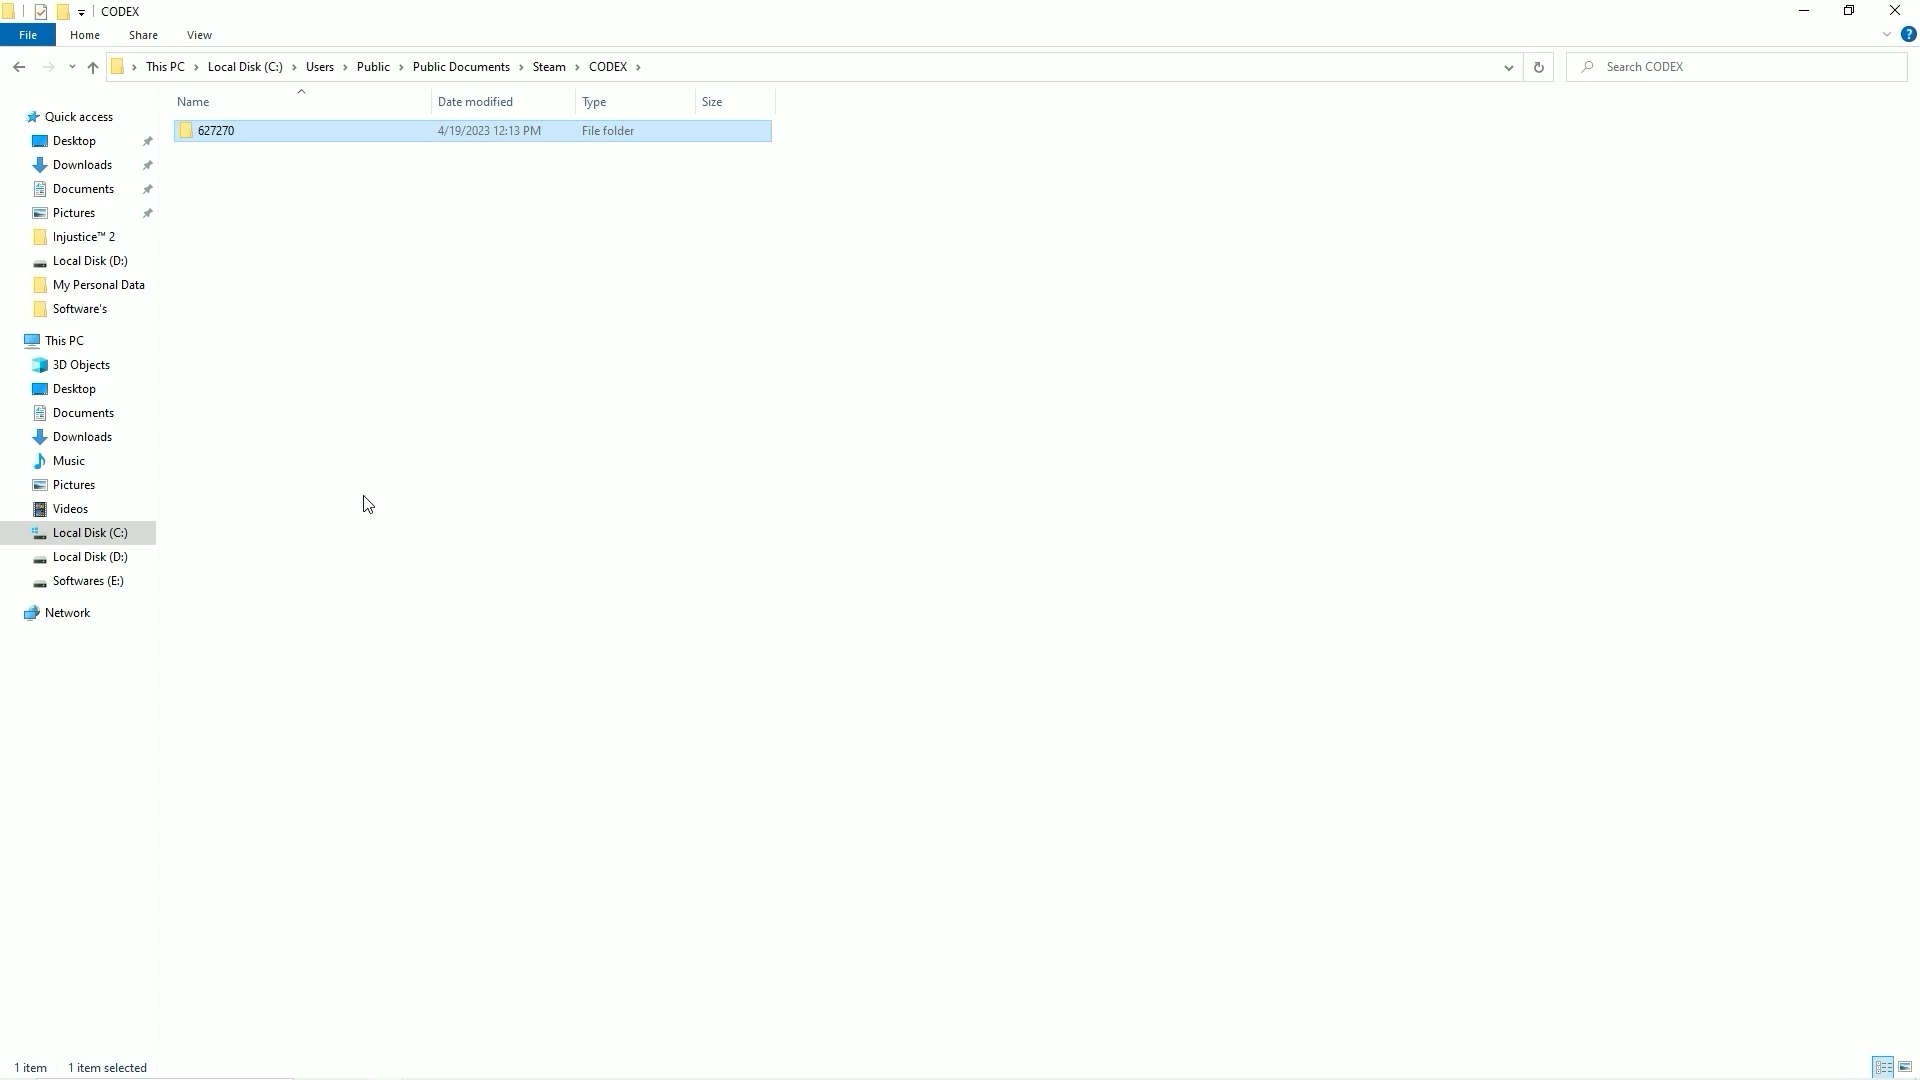 CODEX
File Home Share View
This PC Local Disk (C:) Users Public Public Documents Steam CODEX
Search CODEX
Name Date modified Type Size
627270 4/19/2023 12:13 PM File folder
Quick access
Desktop
Downloads
Documents
Pictures
Injustice™ 2
Local Disk (D:)
My Personal Data
Software's
This PC
3D Objects
Desktop
Documents
Downloads
Music
Pictures
Videos
Local Disk (C:)
Local Disk (D:)
Softwares (E:)
Network
1 item 1 item selected